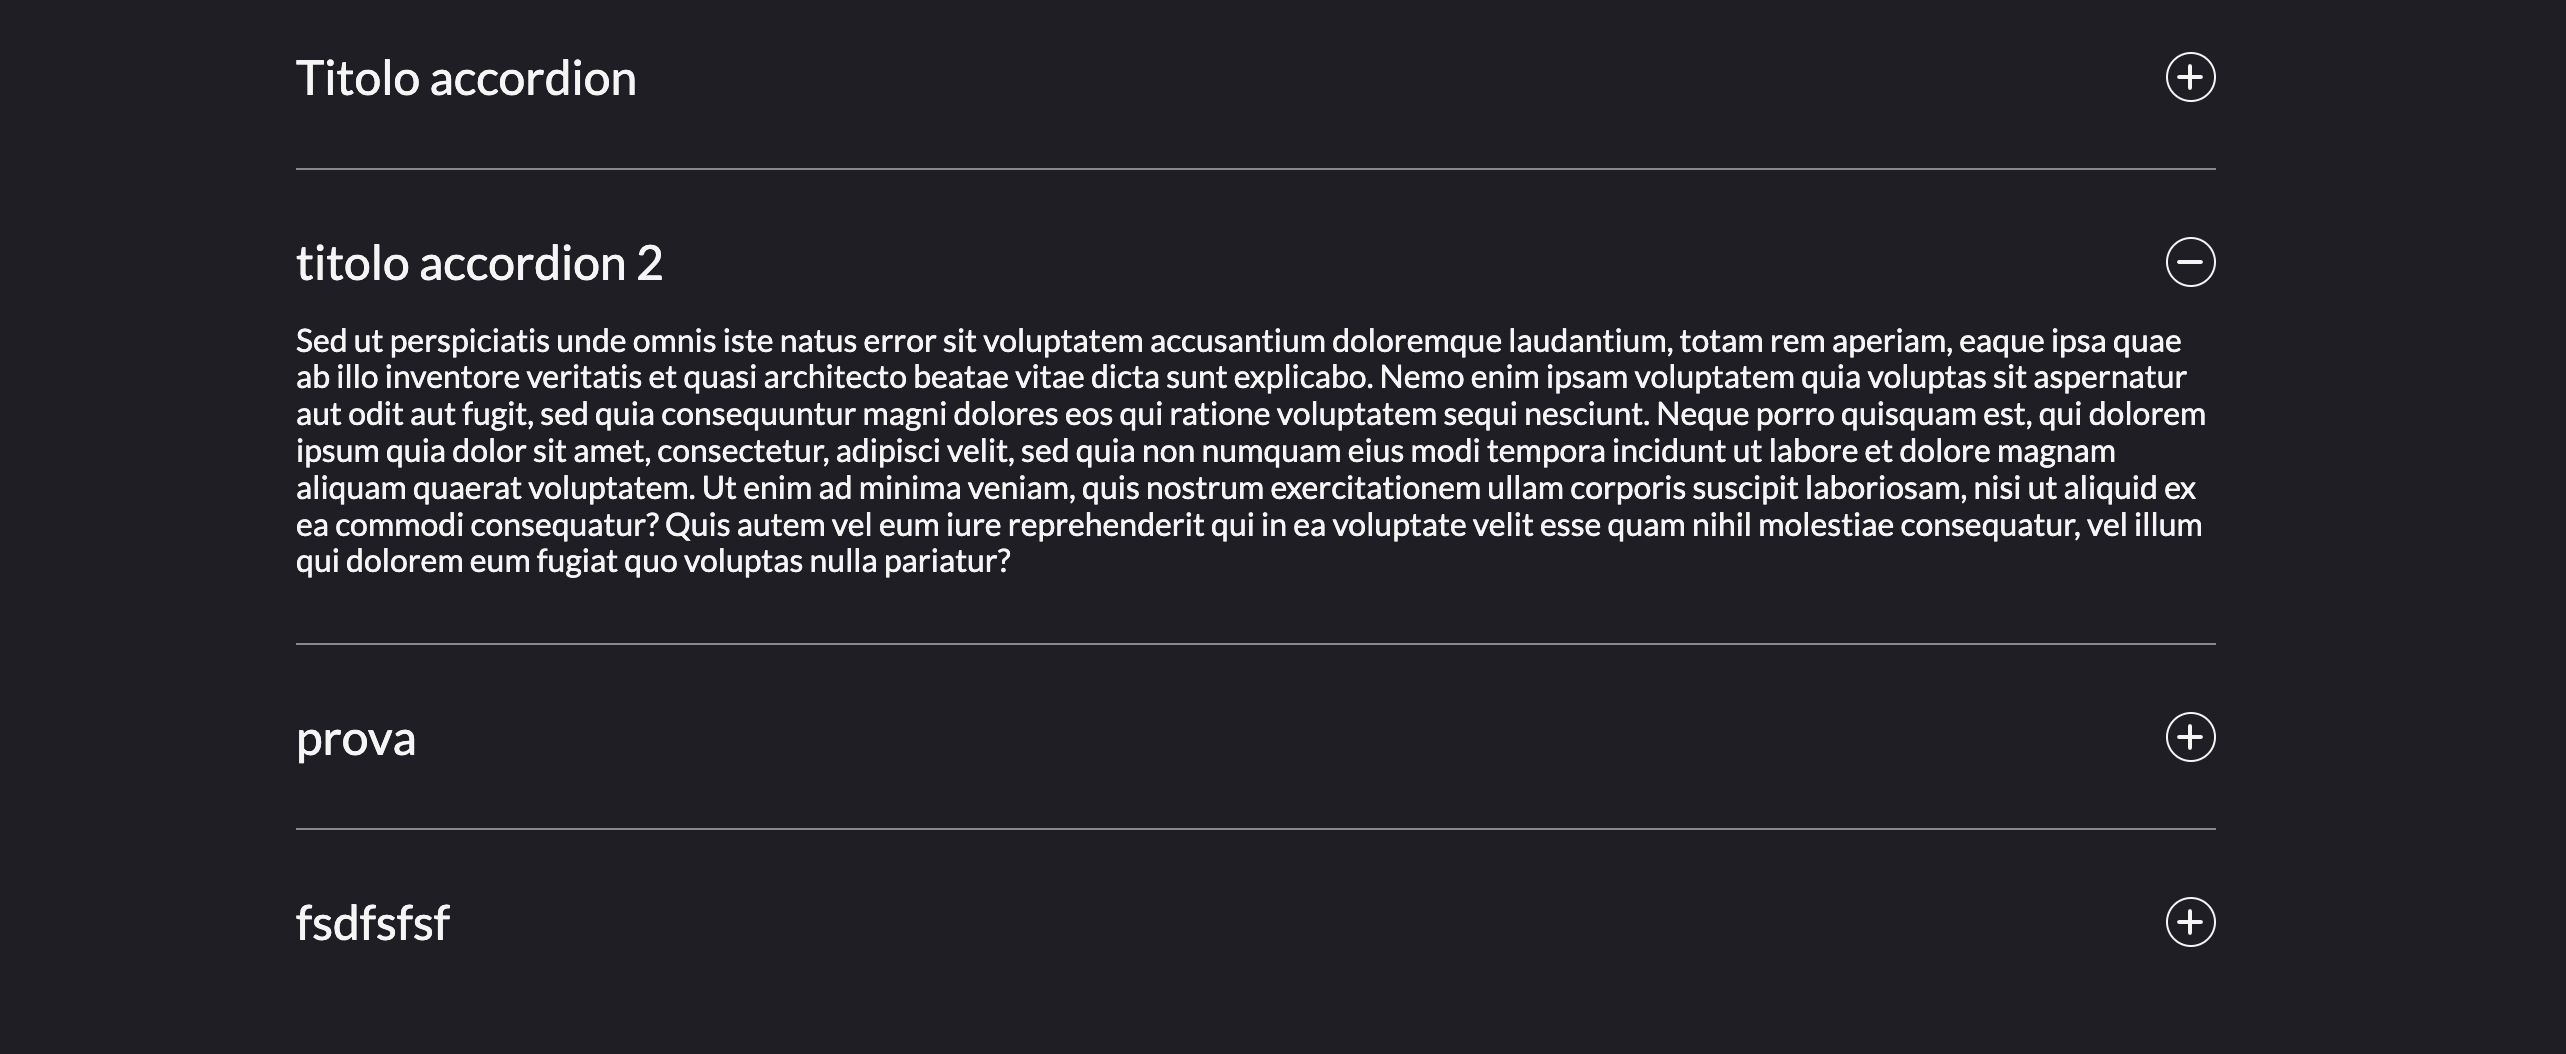 Titolo accordion
titolo accordion 2
Sed ut perspiciatis unde omnis iste natus error sit voluptatem accusantium doloremque laudantium, totam rem aperiam, eaque ipsa quae
ab illo inventore veritatis et quasi architecto beatae vitae dicta sunt explicabo. Nemo enim ipsam voluptatem quia voluptas sit aspernatur
aut odit aut fugit, sed quia consequuntur magni dolores eos qui ratione voluptatem sequi nesciunt. Neque porro quisquam est, qui dolorem
ipsum quia dolor sit amet, consectetur, adipisci velit, sed quia non numquam eius modi tempora incidunt ut labore et dolore magnam
aliquam quaerat voluptatem. Ut enim ad minima veniam, quis nostrum exercitationem ullam corporis suscipit laboriosam, nisi ut aliquid ex
ea commodi consequatur? Quis autem vel eum iure reprehenderit qui in ea voluptate velit esse quam nihil molestiae consequatur, vel illum
qui dolorem eum fugiat quo voluptas nulla pariatur?
prova
fsdfsfsf